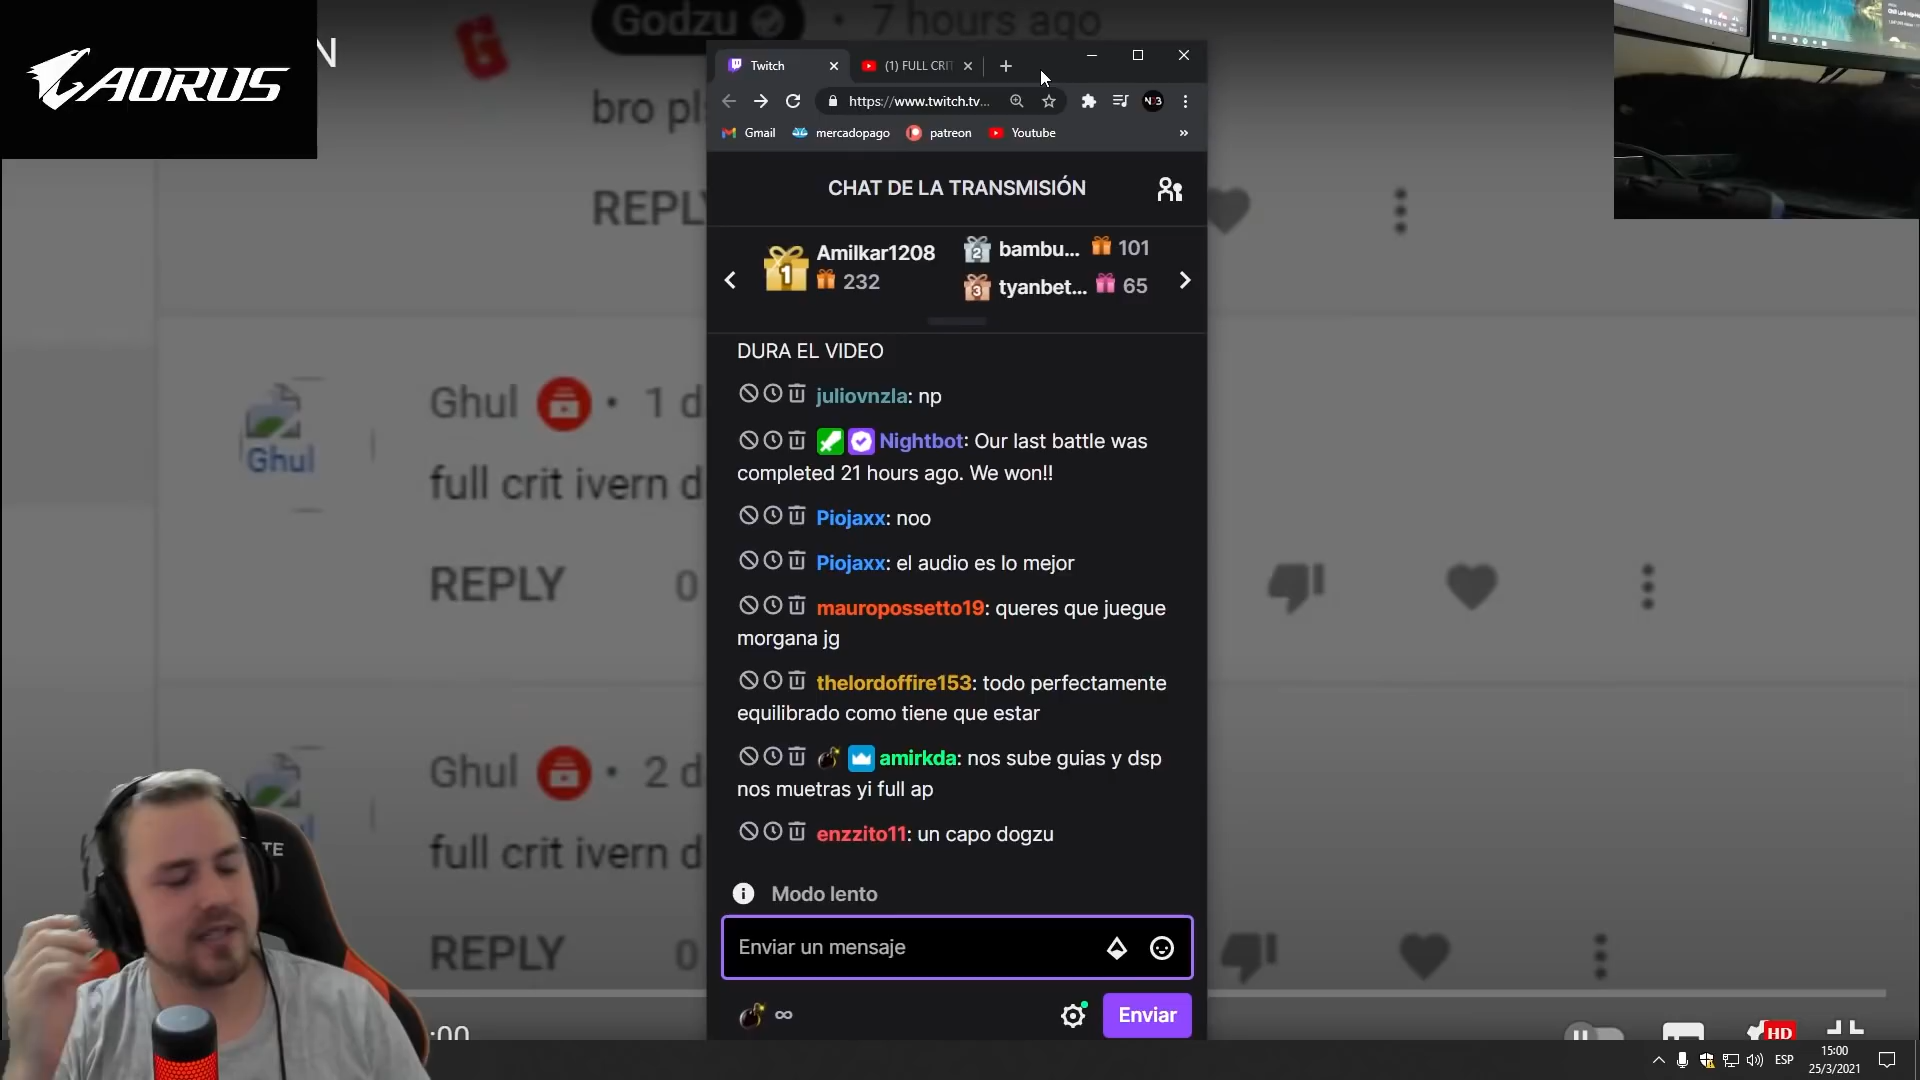 AORUS
N
Godzu • 7 hours ago
bro pl
REPLY
Ghul • 1 d
Ghul
full crit ivern d
REPLY 0
Ghul • 2 d
full crit ivern d
REPLY 0
:00
HD
Twitch
(1) FULL CRIT
https://www.twitch.tv...
N3
Gmail
mercadopago
patreon
Youtube
»
CHAT DE LA TRANSMISIÓN
1
Amilkar1208
232
2 bambu... 101
3 tyanbet... 65
DURA EL VIDEO
juliovnzla: np
Nightbot: Our last battle was
completed 21 hours ago. We won!!
Piojaxx: noo
Piojaxx: el audio es lo mejor
mauropossetto19: queres que juegue
morgana jg
thelordoffire153: todo perfectamente
equilibrado como tiene que estar
amirkda: nos sube guias y dsp
nos muetras yi full ap
enzzito11: un capo dogzu
Modo lento
Enviar un mensaje
∞
Enviar
ESP
15:00
25/3/2021